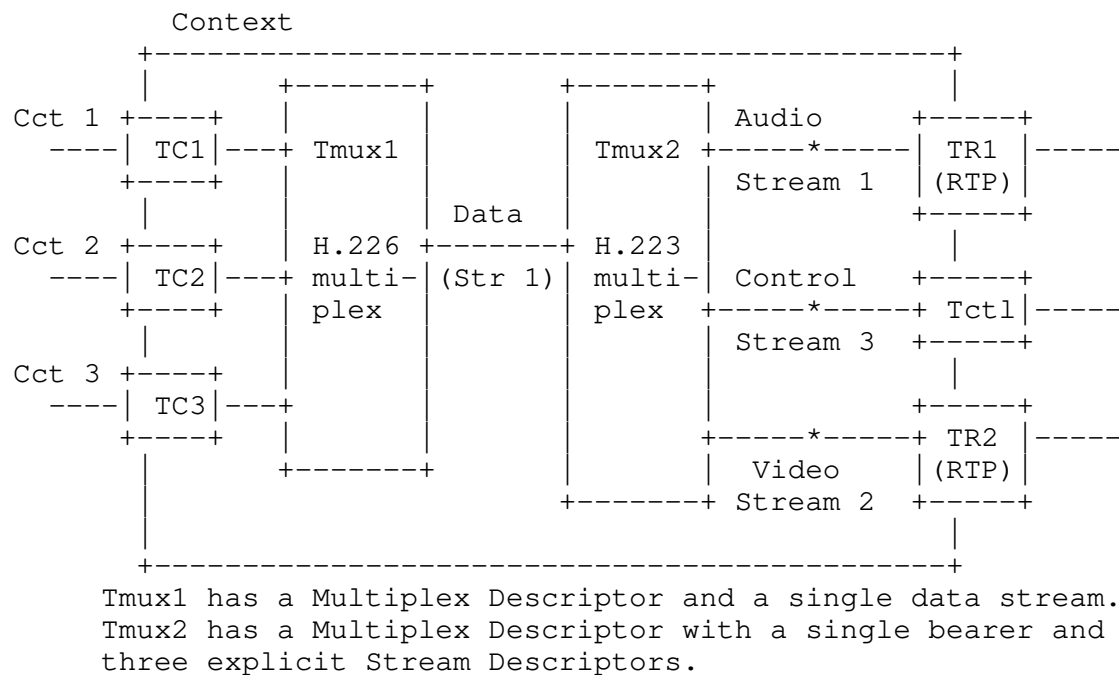 Context
Cct 1 Audio
TC1 Tmux1 Tmux2 * TR1
Stream 1 (RTP)
Data
Cct 2 H.226 H.223
TC2 multi- (Str 1) multi- Control
plex plex * Tctl
Stream 3
Cct 3
TC3
* TR2
Video (RTP)
Stream 2
Tmux1 has a Multiplex Descriptor and a single data stream.
Tmux2 has a Multiplex Descriptor with a single bearer and
three explicit Stream Descriptors.